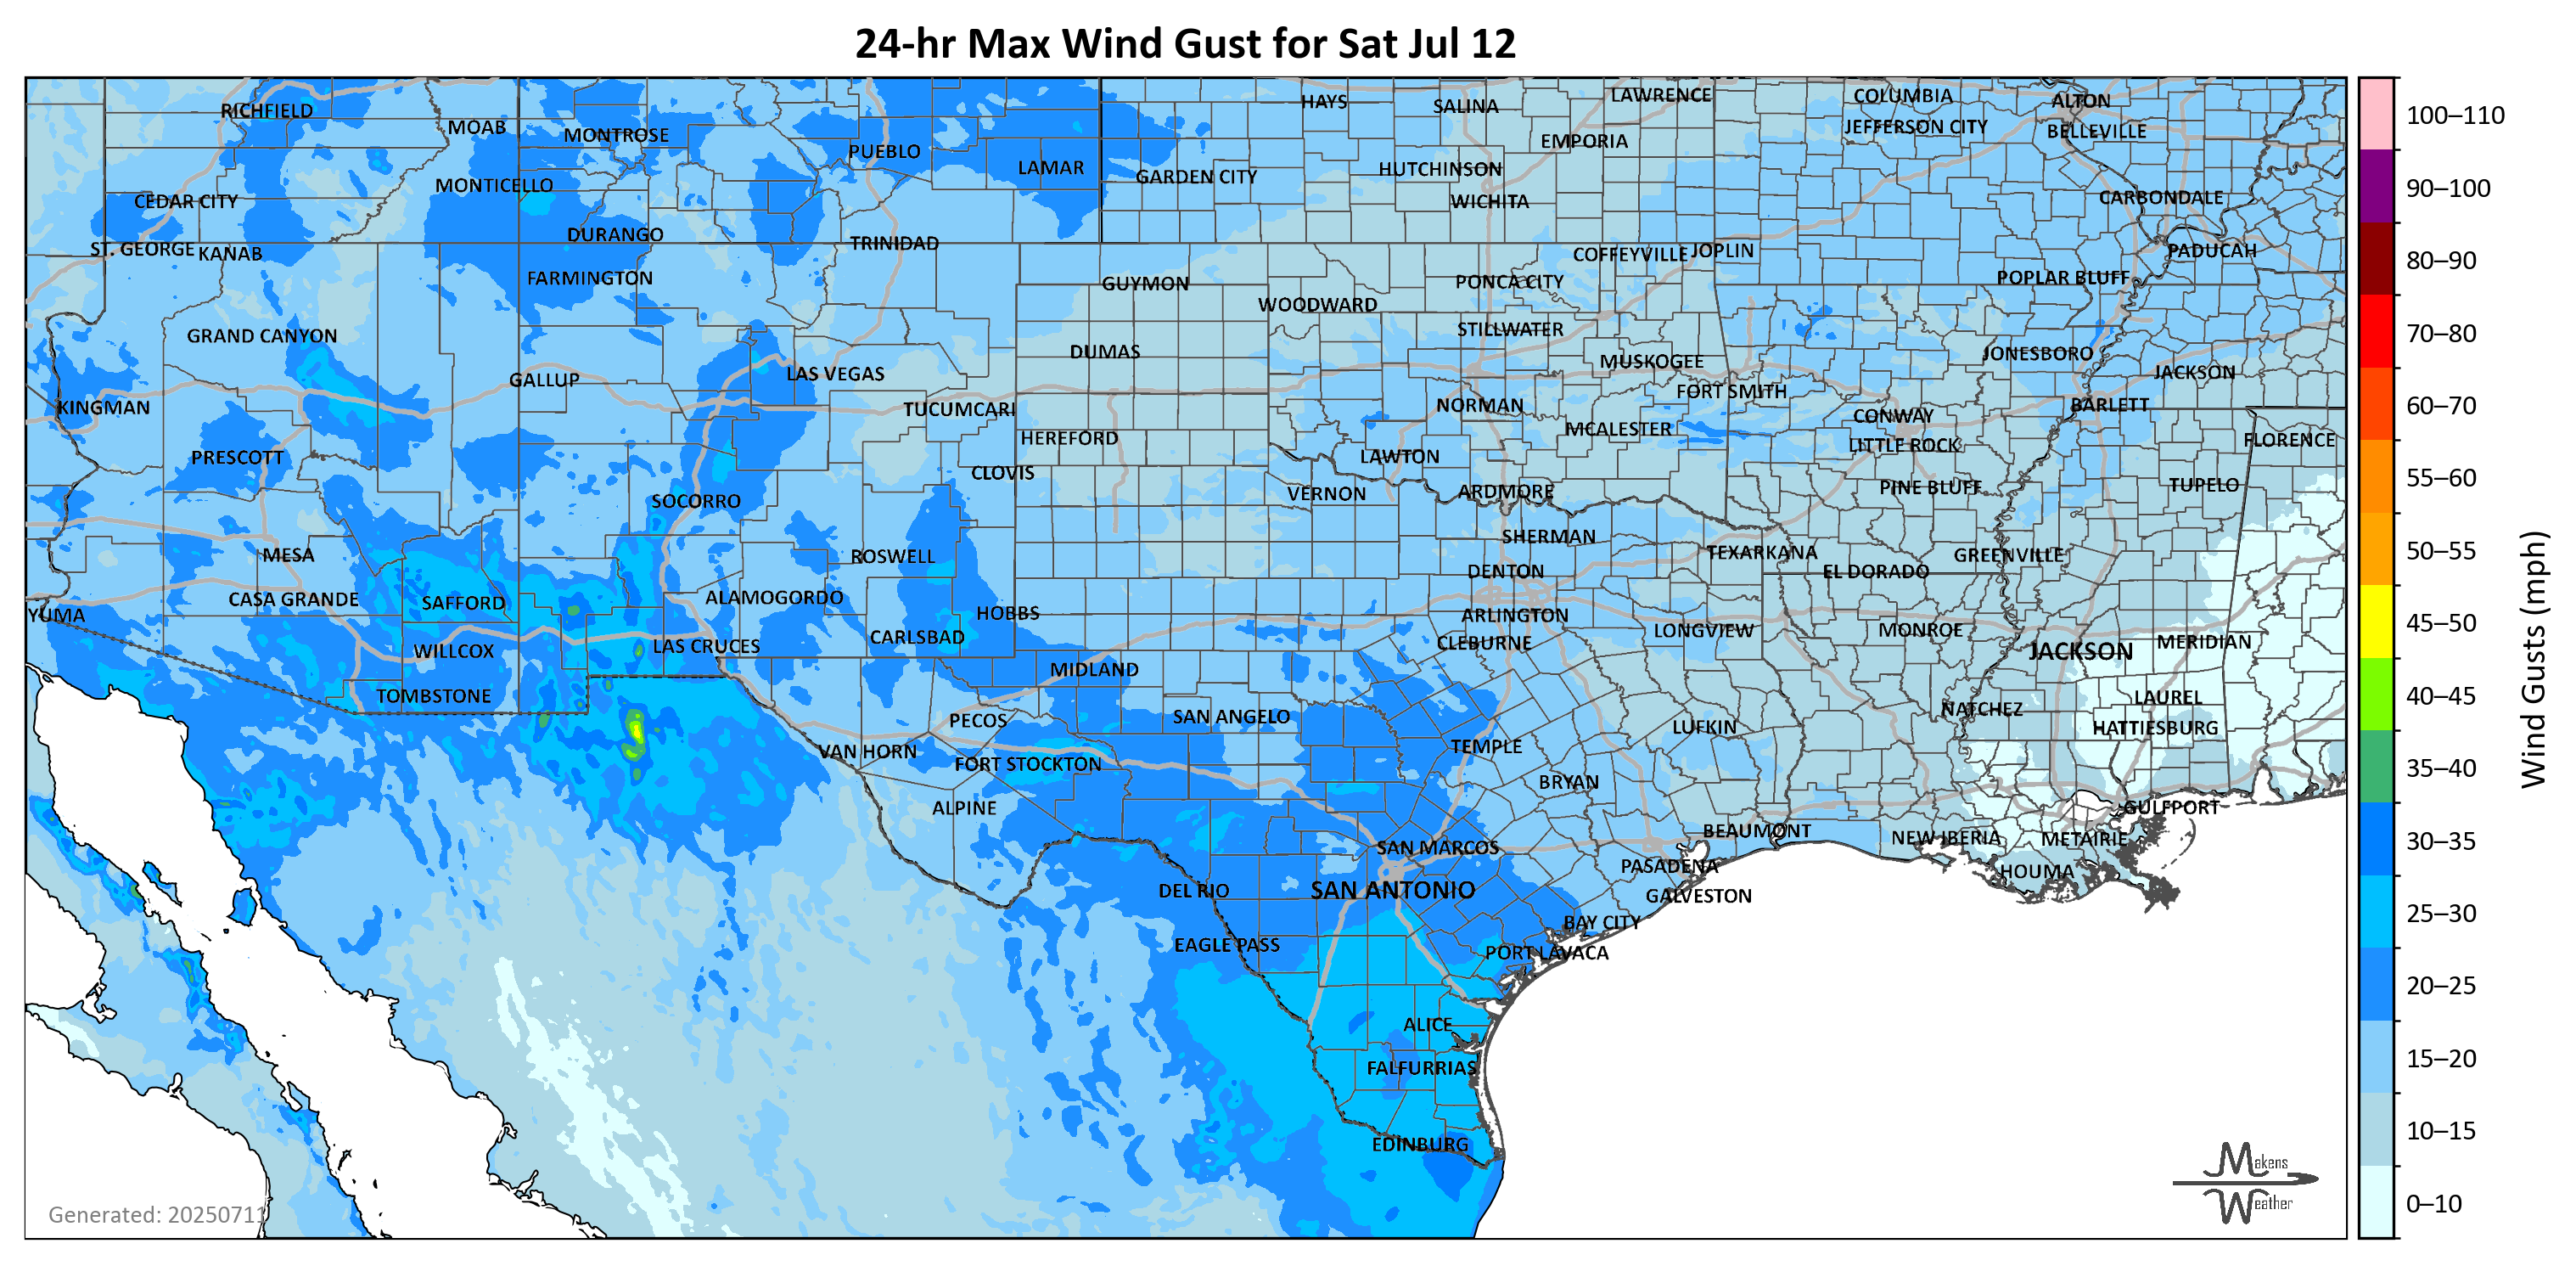 24-hr Max Wind Gust for Sat Jul 12
RICHFIELD
MOAB
MONTROSE
PUEBLO
LAMAR
HAYS
SALINA
LAWRENCE
EMPORIA
COLUMBIA
JEFFERSON CITY
ALTON
BELLEVILLE
MONTICELLO
CEDAR CITY
GARDEN CITY
HUTCHINSON
WICHITA
CARBONDALE
ST. GEORGE
KANAB
DURANGO
TRINIDAD
COFFEYVILLE
JOPLIN
PADUCAH
FARMINGTON
GUYMON
WOODWARD
PONCA CITY
POPLAR BLUFF
GRAND CANYON
DUMAS
STILLWATER
MUSKOGEE
JONESBORO
GALLUP
LAS VEGAS
FORT SMITH
JACKSON
KINGMAN
TUCUMCARI
NORMAN
CONWAY
BARLETT
HEREFORD
MCALESTER
LITTLE ROCK
FLORENCE
PRESCOTT
CLOVIS
LAWTON
SOCORRO
VERNON
ARDMORE
PINE BLUFF
TUPELO
MESA
ROSWELL
SHERMAN
TEXARKANA
GREENVILLE
CASA GRANDE
SAFFORD
ALAMOGORDO
DENTON
EL DORADO
YUMA
HOBBS
ARLINGTON
WILLCOX
LAS CRUCES
CARLSBAD
CLEBURNE
LONGVIEW
MONROE
JACKSON
MERIDIAN
TOMBSTONE
MIDLAND
LAUREL
PECOS
SAN ANGELO
NATCHEZ
HATTIESBURG
VAN HORN
FORT STOCKTON
TEMPLE
LUFKIN
BRYAN
ALPINE
GULFPORT
SAN MARCOS
BEAUMONT
NEW IBERIA
METAIRIE
DEL RIO
SAN ANTONIO
PASADENA
HOUMA
GALVESTON
EAGLE PASS
BAY CITY
PORT LAVACA
ALICE
FALFURRIAS
EDINBURG
Generated: 20250711
Makens
Weather
100–110
90–100
80–90
70–80
60–70
55–60
50–55
45–50
40–45
35–40
30–35
25–30
20–25
15–20
10–15
0–10
Wind Gusts (mph)